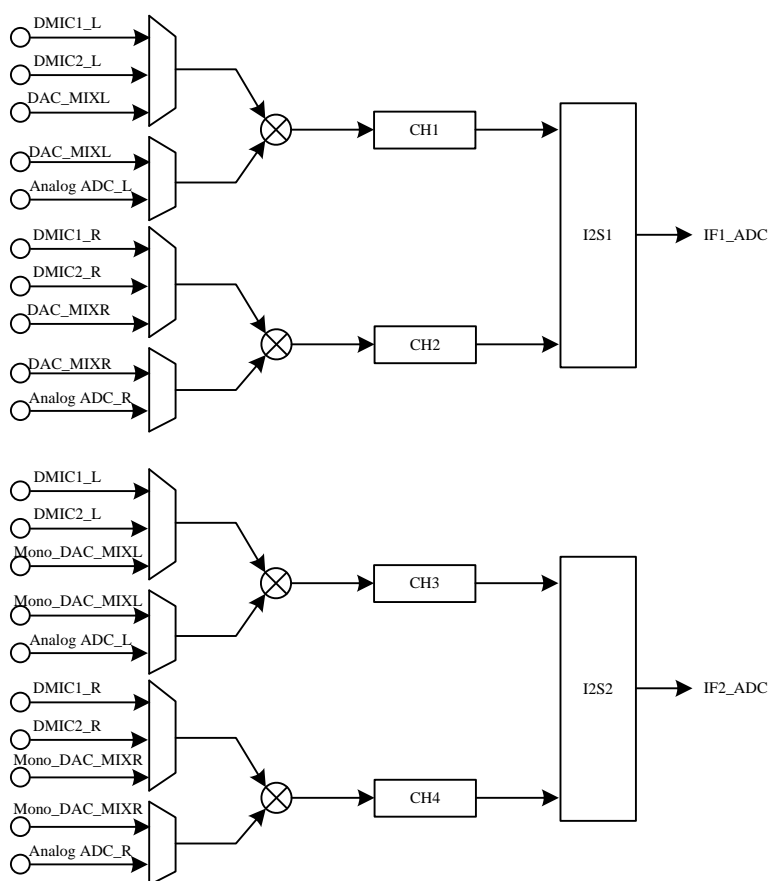 DMIC1_L
DMIC2_L
DAC_MIXL
DAC_MIXL
Analog ADC_L
CH1
DMIC1_R
DMIC2_R
DAC_MIXR
DAC_MIXR
Analog ADC_R
CH2
I2S1
IF1_ADC
DMIC1_L
DMIC2_L
Mono_DAC_MIXL
Mono_DAC_MIXL
Analog ADC_L
CH3
DMIC1_R
DMIC2_R
Mono_DAC_MIXR
Mono_DAC_MIXR
Analog ADC_R
CH4
I2S2
IF2_ADC